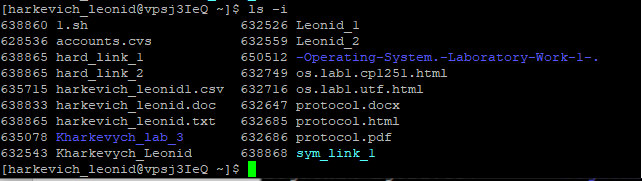 [harkevich_leonid@vpsj3IeQ ~]$ ls -i
638860 1.sh 632526 Leonid_1
628536 accounts.cvs 632559 Leonid_2
638865 hard_link_1 650512 -Operating-System.-Laboratory-Work-1-.
638865 hard_link_2 632749 os.lab1.cp1251.html
635715 harkevich_leonid1.csv 632716 os.lab1.utf.html
638833 harkevich_leonid.doc 632647 protocol.docx
638865 harkevich_leonid.txt 632685 protocol.html
635078 Kharkevych_lab_3 632686 protocol.pdf
632543 Kharkevych_Leonid 638868 sym_link_1
[harkevich_leonid@vpsj3IeQ ~]$